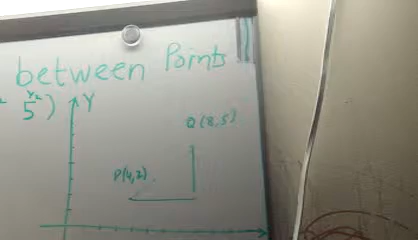 between Points
5) Y
Q(8,5)
P(4,2)